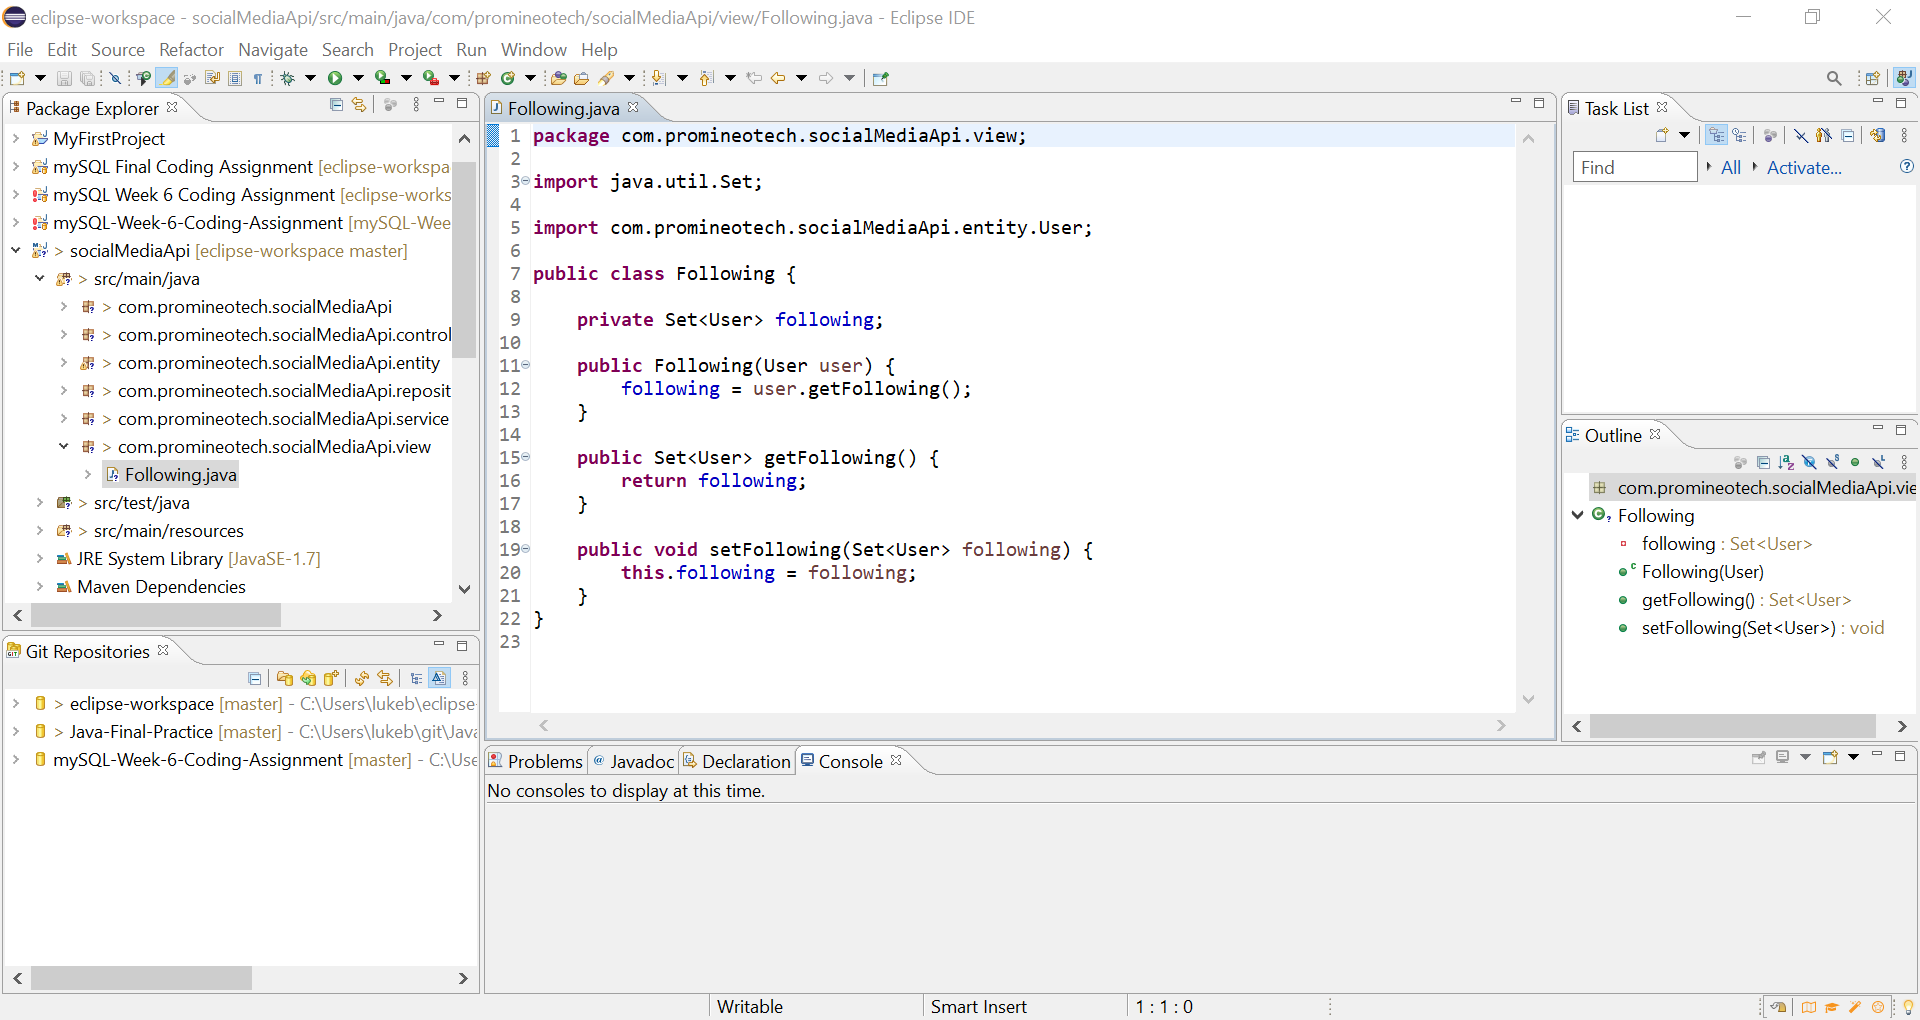 eclipse-workspace - socialMediaApi/src/main/java/com/promineotech/socialMediaApi/view/Following.java - Eclipse IDE
File Edit Source Refactor Navigate Search Project Run Window Help
Package Explorer
MyFirstProject
mySQL Final Coding Assignment [eclipse-workspa
mySQL Week 6 Coding Assignment [eclipse-works
mySQL-Week-6-Coding-Assignment [mySQL-Wee
> socialMediaApi [eclipse-workspace master]
> src/main/java
> com.promineotech.socialMediaApi
> com.promineotech.socialMediaApi.control
> com.promineotech.socialMediaApi.entity
> com.promineotech.socialMediaApi.reposit
> com.promineotech.socialMediaApi.service
> com.promineotech.socialMediaApi.view
Following.java
> src/test/java
> src/main/resources
JRE System Library [JavaSE-1.7]
Maven Dependencies
Git Repositories
> eclipse-workspace [master] - C:\Users\lukeb\eclipse-
> Java-Final-Practice [master] - C:\Users\lukeb\git\Java
mySQL-Week-6-Coding-Assignment [master] - C:\Use
Following.java
1 package com.promineotech.socialMediaApi.view;
2
3 import java.util.Set;
4
5 import com.promineotech.socialMediaApi.entity.User;
6
7 public class Following {
8
9     private Set<User> following;
10
11     public Following(User user) {
12         following = user.getFollowing();
13     }
14
15     public Set<User> getFollowing() {
16         return following;
17     }
18
19     public void setFollowing(Set<User> following) {
20         this.following = following;
21     }
22 }
23
Problems @ Javadoc Declaration Console
No consoles to display at this time.
Task List
Find All Activate...
Outline
com.promineotech.socialMediaApi.vie
Following
following : Set<User>
Following(User)
getFollowing() : Set<User>
setFollowing(Set<User>) : void
Writable Smart Insert 1 : 1 : 0